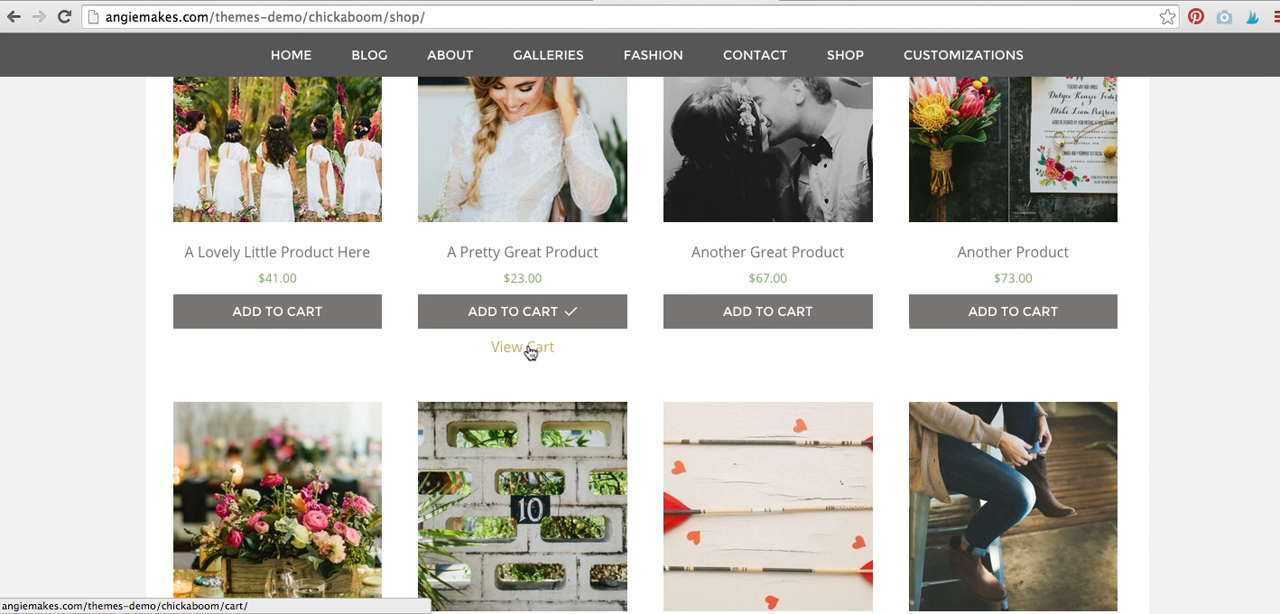 angiemakes.com/themes-demo/chickaboom/shop/
HOME BLOG ABOUT GALLERIES FASHION CONTACT SHOP CUSTOMIZATIONS
A Lovely Little Product Here
$41.00
ADD TO CART
A Pretty Great Product
$23.00
ADD TO CART ✓
View Cart
Another Great Product
$67.00
ADD TO CART
Another Product
$73.00
ADD TO CART
10
angiemakes.com/themes-demo/chickaboom/cart/